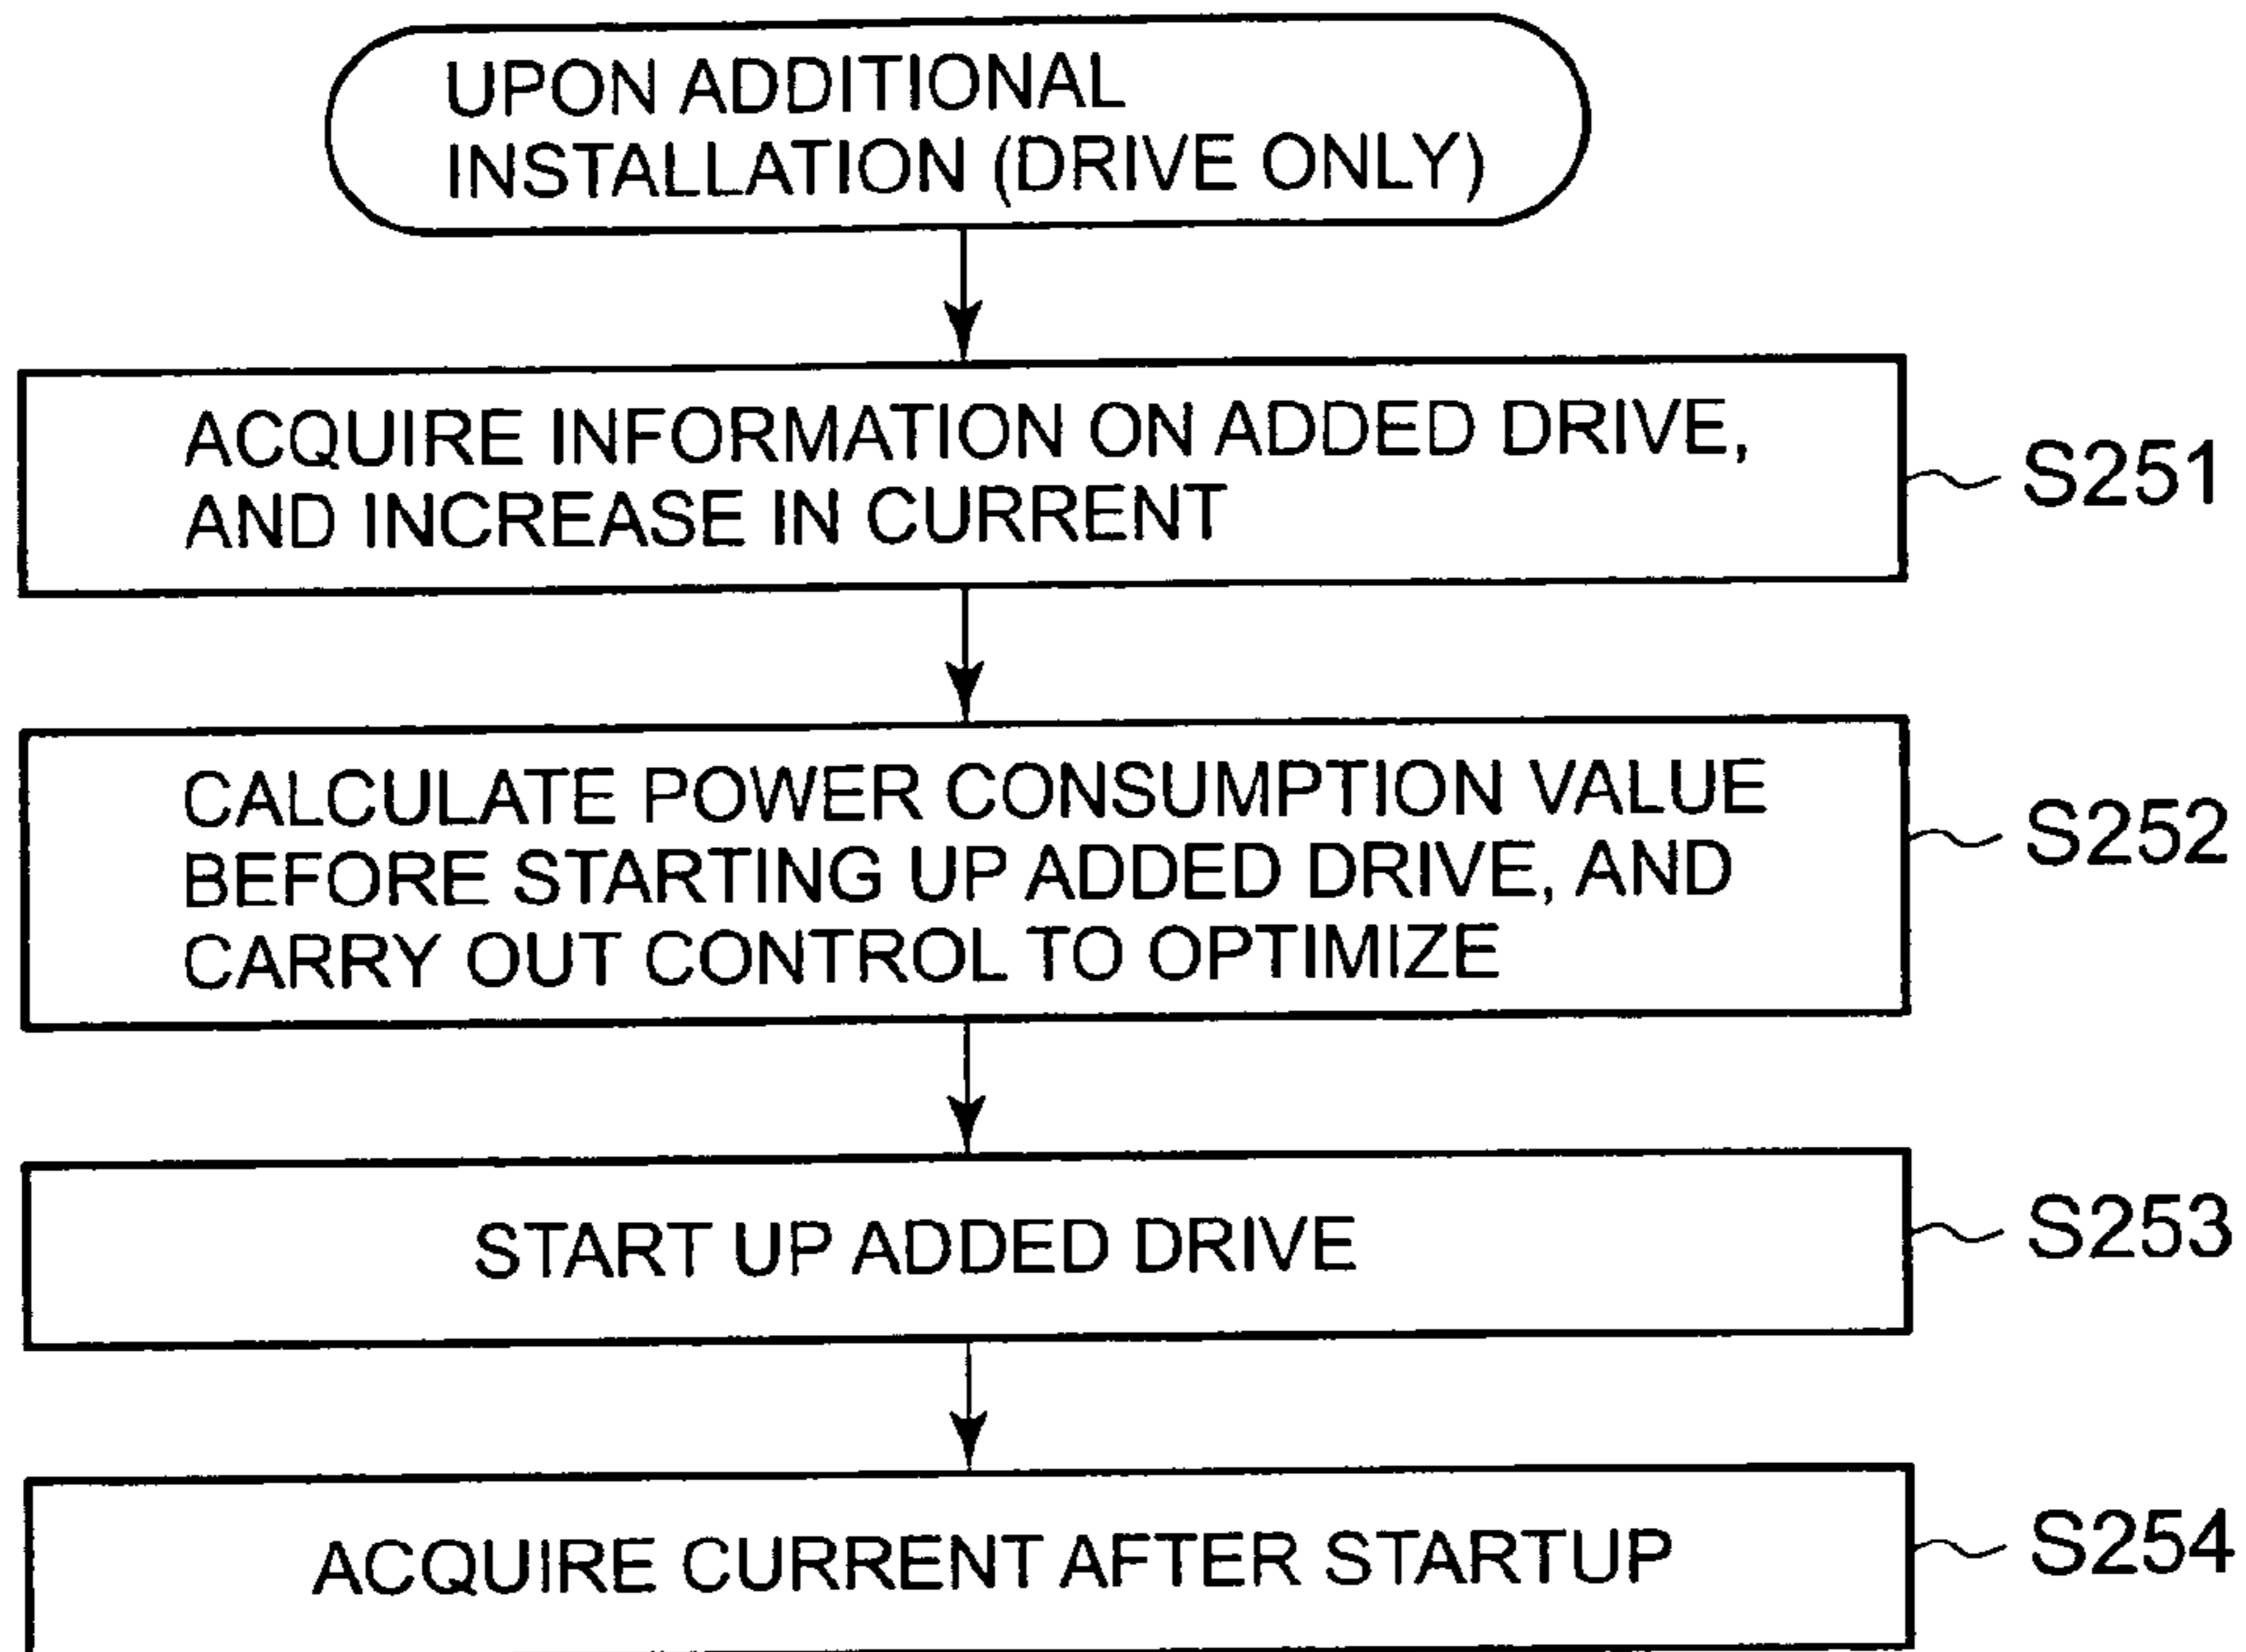 UPON ADDITIONAL
INSTALLATION (DRIVE ONLY)
ACQUIRE INFORMATION ON ADDED DRIVE,
AND INCREASE IN CURRENT
S251
CALCULATE POWER CONSUMPTION VALUE
BEFORE STARTING UP ADDED DRIVE, AND
CARRY OUT CONTROL TO OPTIMIZE
S252
START UP ADDED DRIVE
S253
ACQUIRE CURRENT AFTER STARTUP
S254